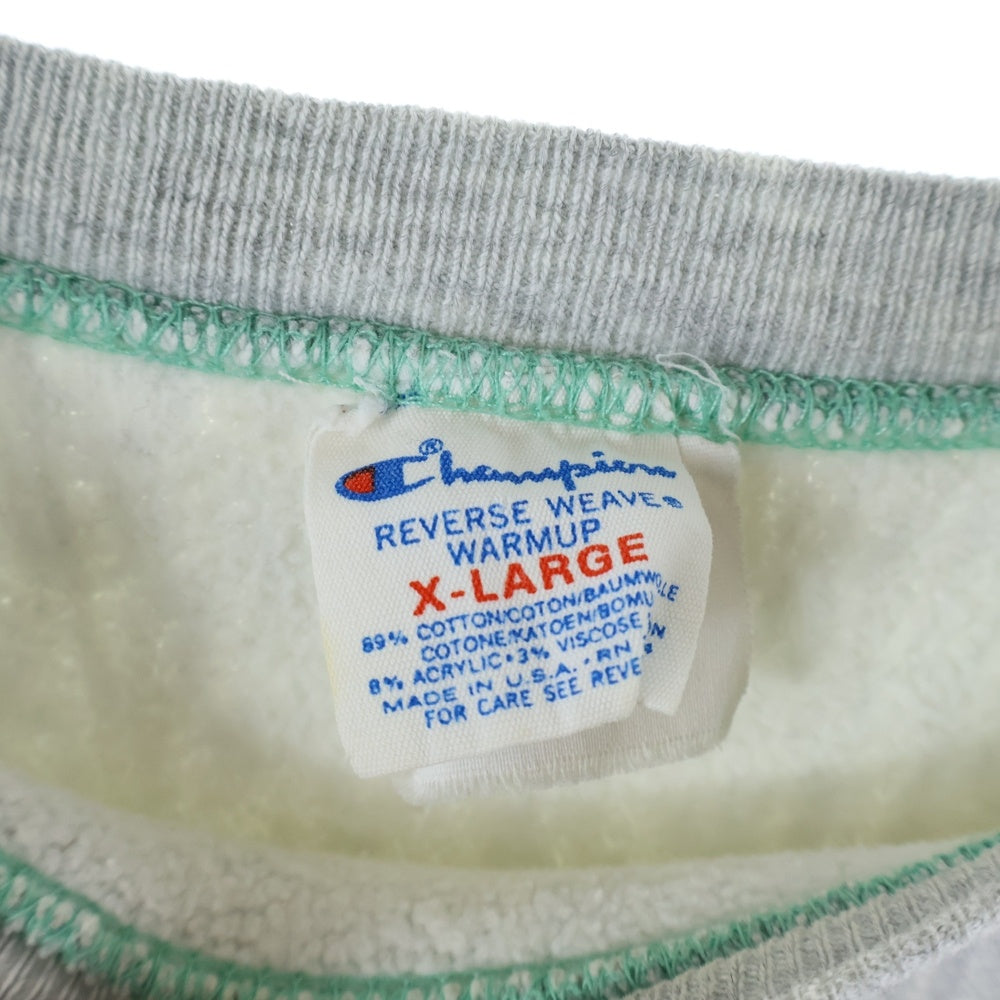 Champion®
REVERSE WEAVE®
WARMUP
X-LARGE
89% COTTON/COTON/BAUMWOLLE
COTONE/KATOEN/BOMU
8% ACRYLIC•3% VISCOSE
MADE IN U.S.A.•RN
FOR CARE SEE REVE